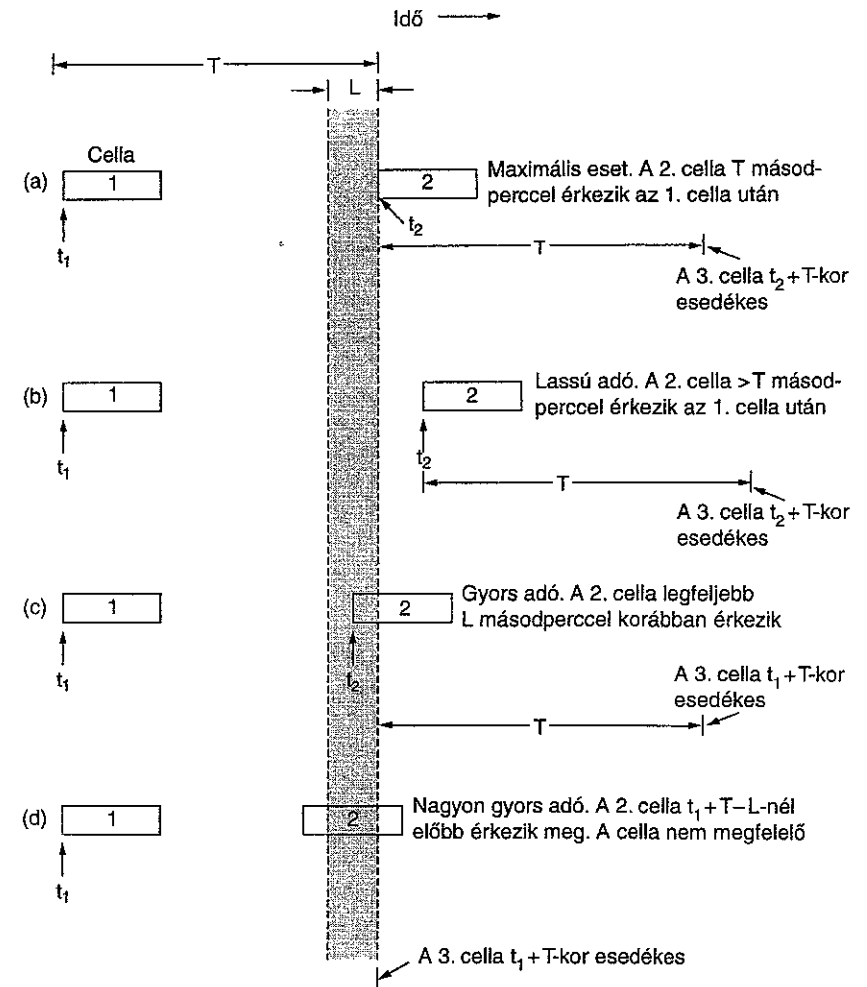 Idő
T
L
Cella
(a)
1
2
Maximális eset. A 2. cella T másod-
perccel érkezik az 1. cella után
t₁
t₂
T
A 3. cella t₂+T-kor
esedékes
(b)
1
2
Lassú adó. A 2. cella >T másod-
perccel érkezik az 1. cella után
t₁
t₂
T
A 3. cella t₂+T-kor
esedékes
(c)
1
2
Gyors adó. A 2. cella legfeljebb
L másodperccel korábban érkezik
t₁
t₂
A 3. cella t₁+T-kor
esedékes
T
(d)
1
2
Nagyon gyors adó. A 2. cella t₁+T–L-nél
előbb érkezik meg. A cella nem megfelelő
t₁
A 3. cella t₁+T-kor esedékes